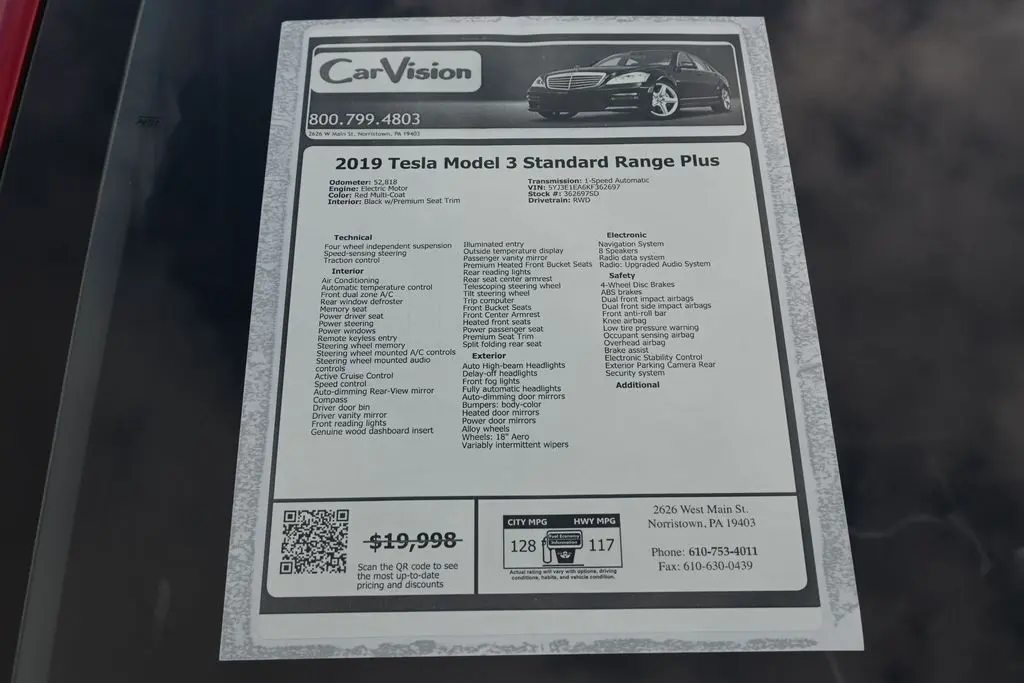 CarVision
800.799.4803
2626 W Main St. Norristown, PA 19403
2019 Tesla Model 3 Standard Range Plus
Odometer: 52,818
Engine: Electric Motor
Color: Red Multi-Coat
Interior: Black w/Premium Seat Trim
Transmission: 1-Speed Automatic
VIN: 5YJ3E1EA6KF362697
Stock #: 362697SD
Drivetrain: RWD
Technical
Four wheel independent suspension
Speed-sensing steering
Traction control
Interior
Air Conditioning
Automatic temperature control
Front dual zone A/C
Rear window defroster
Memory seat
Power driver seat
Power steering
Power windows
Remote keyless entry
Steering wheel memory
Steering wheel mounted A/C controls
Steering wheel mounted audio
controls
Active Cruise Control
Speed control
Auto-dimming Rear-View mirror
Compass
Driver door bin
Driver vanity mirror
Front reading lights
Genuine wood dashboard insert
Illuminated entry
Outside temperature display
Passenger vanity mirror
Premium Heated Front Bucket Seats
Rear reading lights
Rear seat center armrest
Telescoping steering wheel
Tilt steering wheel
Trip computer
Front Bucket Seats
Front Center Armrest
Heated front seats
Power passenger seat
Premium Seat Trim
Split folding rear seat
Exterior
Auto High-beam Headlights
Delay-off headlights
Front fog lights
Fully automatic headlights
Auto-dimming door mirrors
Bumpers: body-color
Heated door mirrors
Power door mirrors
Alloy wheels
Wheels: 18" Aero
Variably intermittent wipers
Electronic
Navigation System
8 Speakers
Radio data system
Radio: Upgraded Audio System
Safety
4-Wheel Disc Brakes
ABS brakes
Dual front impact airbags
Dual front side impact airbags
Front anti-roll bar
Knee airbag
Low tire pressure warning
Occupant sensing airbag
Overhead airbag
Brake assist
Electronic Stability Control
Exterior Parking Camera Rear
Security system
Additional
$19,998
Scan the QR code to see
the most up-to-date
pricing and discounts
CITY MPG HWY MPG
Fuel Economy
Information
128 117
Actual rating will vary with options, driving
conditions, habits, and vehicle condition.
2626 West Main St.
Norristown, PA 19403
Phone: 610-753-4011
Fax: 610-630-0439